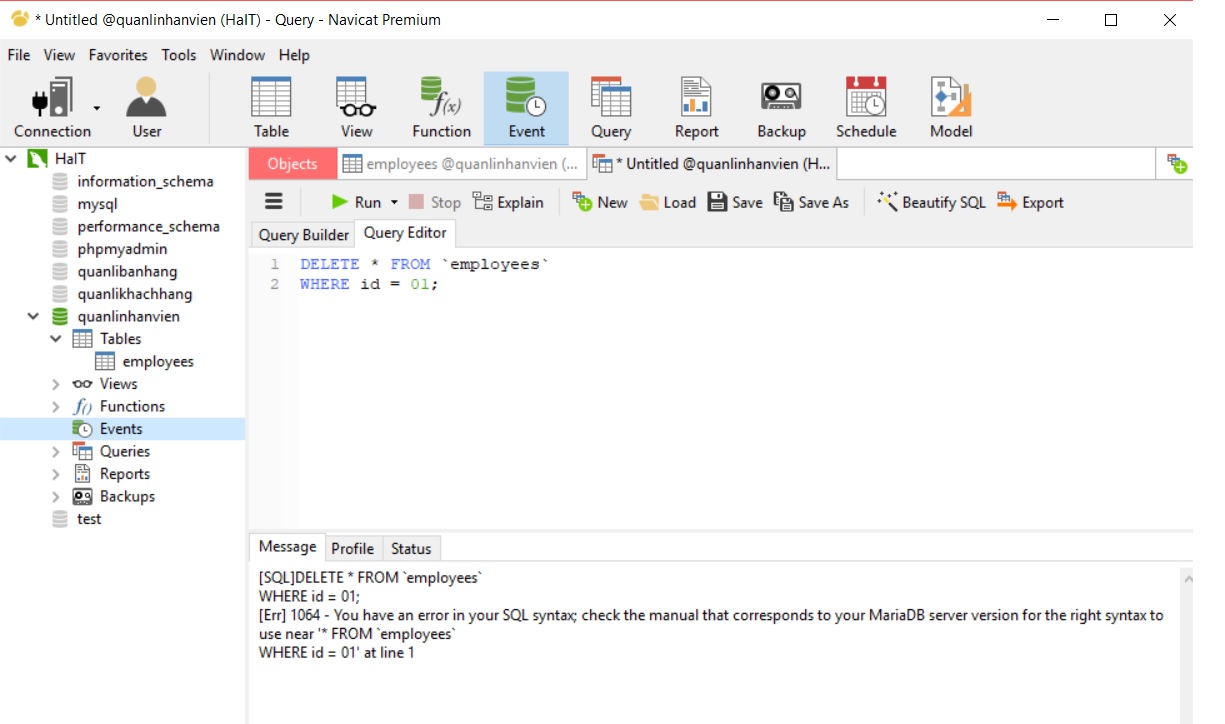 * Untitled @quanlinhanvien (HaIT) - Query - Navicat Premium
File View Favorites Tools Window Help
Connection User Table View Function Event Query Report Backup Schedule Model
HaIT
information_schema
mysql
performance_schema
phpmyadmin
quanlibanhang
quanlikhachhang
quanlinhanvien
Tables
employees
Views
Functions
Events
Queries
Reports
Backups
test
Objects employees @quanlinhanvien (... * Untitled @quanlinhanvien (H...
Run Stop Explain New Load Save Save As Beautify SQL Export
Query Builder Query Editor
1 DELETE * FROM `employees`
2 WHERE id = 01;
Message Profile Status
[SQL]DELETE * FROM `employees`
WHERE id = 01;
[Err] 1064 - You have an error in your SQL syntax; check the manual that corresponds to your MariaDB server version for the right syntax to
use near '* FROM `employees`
WHERE id = 01' at line 1